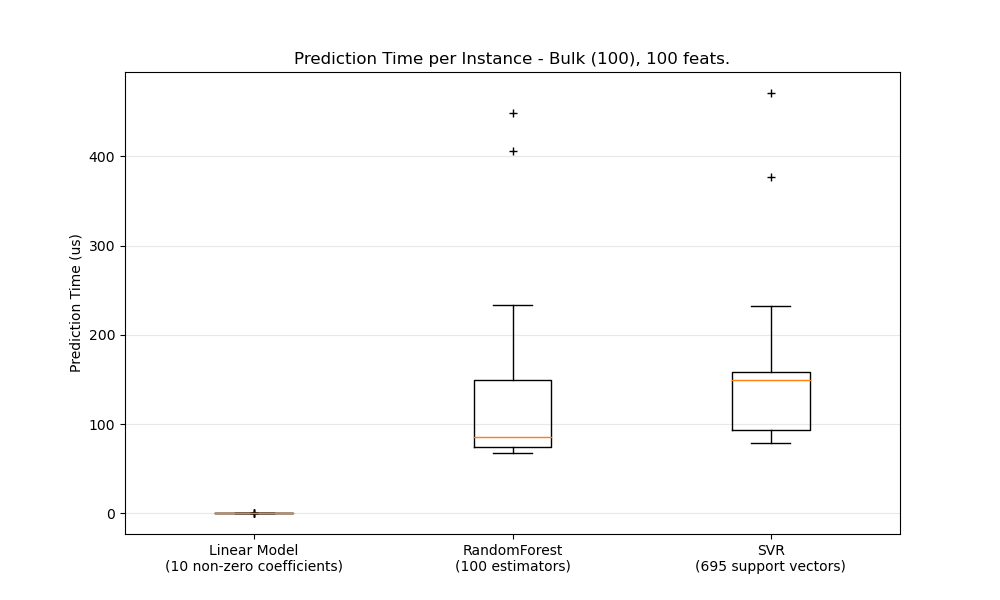 Prediction Time per Instance - Bulk (100), 100 feats.
Prediction Time (us)
400
300
200
100
0
Linear Model
(10 non-zero coefficients)
RandomForest
(100 estimators)
SVR
(695 support vectors)